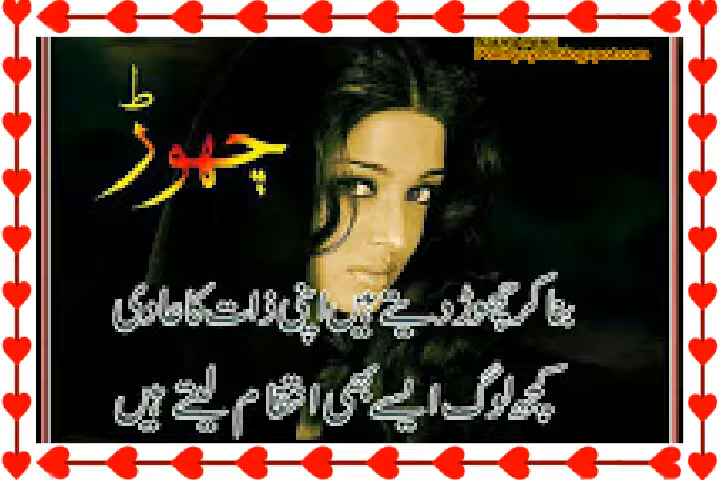 چھوڑ
بنا کر چھوڑ دیتے ہیں اپنی ذات کا عادی
کچھ لوگ ایسے بھی انتقام لیتے ہیں